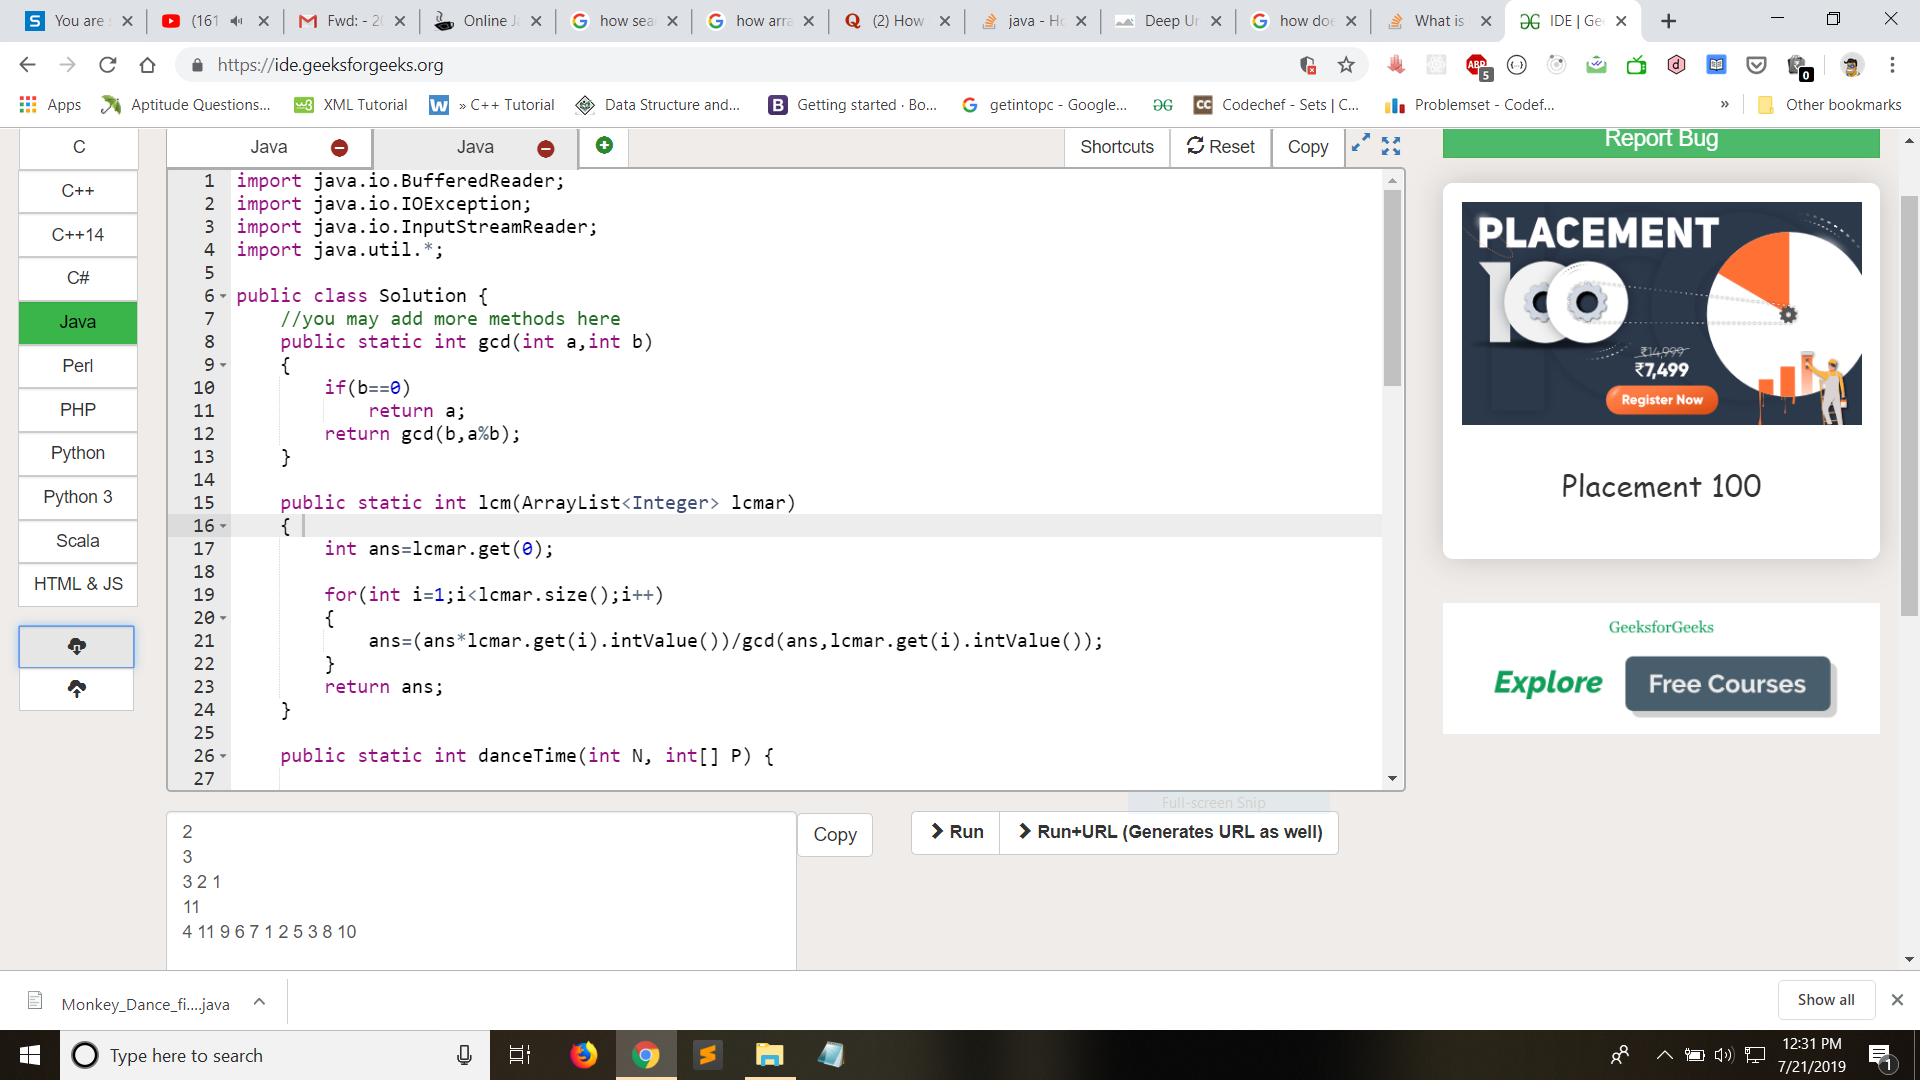 You are
(161
Fwd: - 2
Online J
how sea
how arra
(2) How
java - H
Deep Ur
how doe
What is
IDE | Ge
https://ide.geeksforgeeks.org
ABP
5
0
Apps
Aptitude Questions...
XML Tutorial
» C++ Tutorial
Data Structure and...
Getting started · Bo...
getintopc - Google...
Codechef - Sets | C...
Problemset - Codef...
»
Other bookmarks
C
C++
C++14
C#
Java
Perl
PHP
Python
Python 3
Scala
HTML & JS
Java
Java
Shortcuts
Reset
Copy
1 import java.io.BufferedReader;
2 import java.io.IOException;
3 import java.io.InputStreamReader;
4 import java.util.*;
5
6 public class Solution {
7 //you may add more methods here
8 public static int gcd(int a,int b)
9 {
10 if(b==0)
11 return a;
12 return gcd(b,a%b);
13 }
14
15 public static int lcm(ArrayList<Integer> lcmar)
16 {
17 int ans=lcmar.get(0);
18
19 for(int i=1;i<lcmar.size();i++)
20 {
21 ans=(ans*lcmar.get(i).intValue())/gcd(ans,lcmar.get(i).intValue());
22 }
23 return ans;
24 }
25
26 public static int danceTime(int N, int[] P) {
27
Report Bug
PLACEMENT
100
₹14,999
₹7,499
Register Now
Placement 100
GeeksforGeeks
Explore
Free Courses
Full-screen Snip
2
3
3 2 1
11
4 11 9 6 7 1 2 5 3 8 10
Copy
Run
Run+URL (Generates URL as well)
Monkey_Dance_fi....java
Show all
Type here to search
12:31 PM
7/21/2019
1